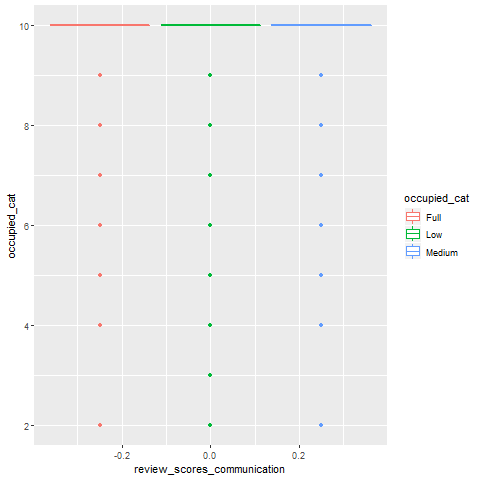 10
8
6
4
2
occupied_cat
-0.2
0.0
0.2
review_scores_communication
occupied_cat
Full
Low
Medium